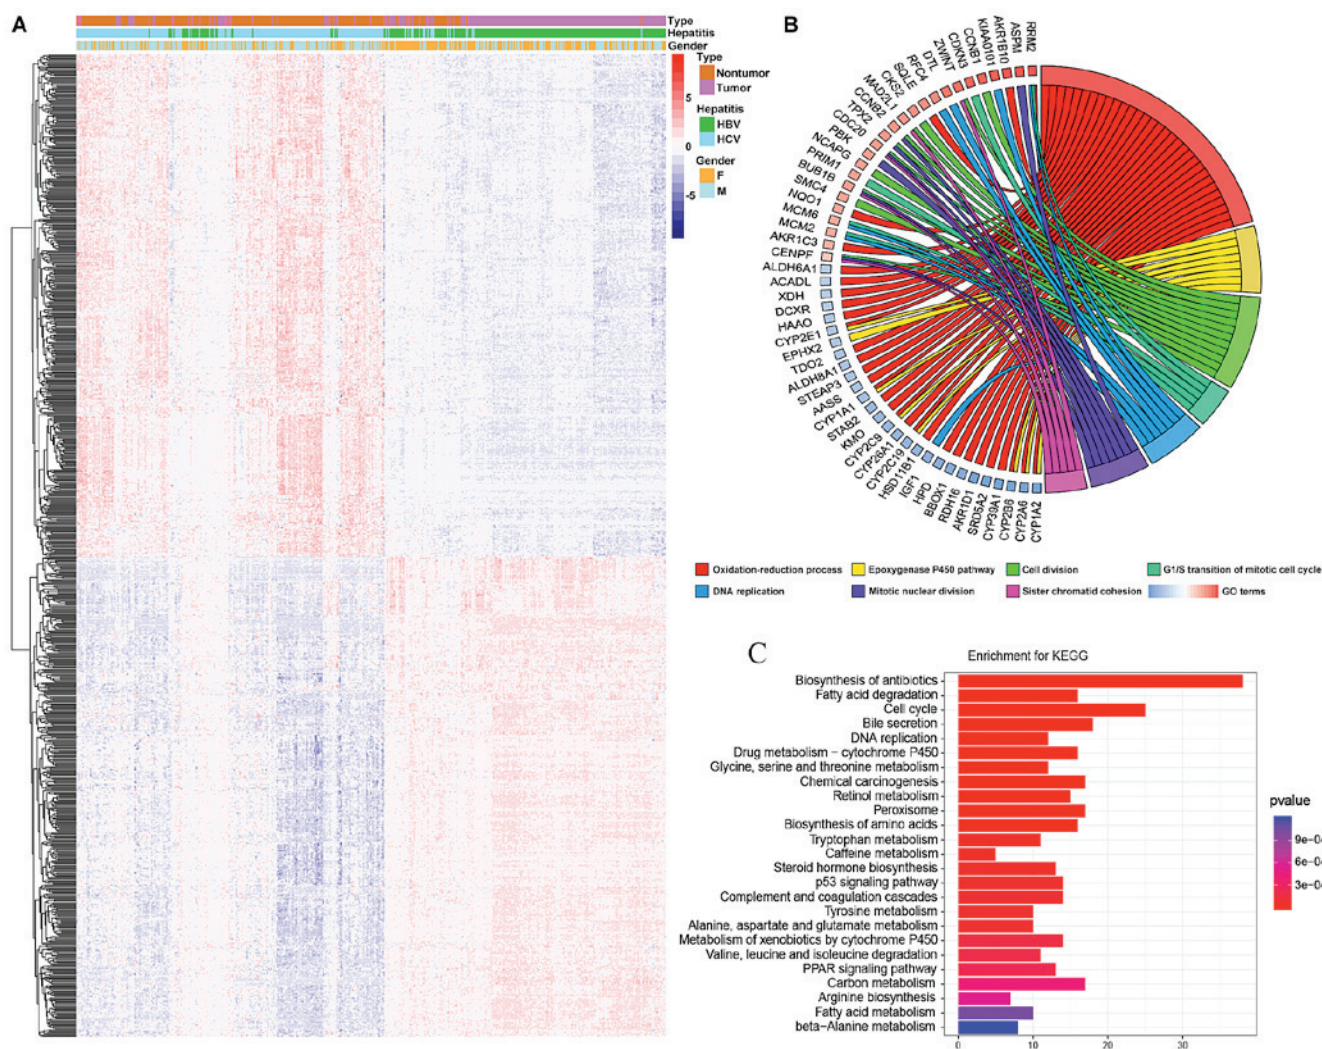 A
Type
Hepatitis
Gender
Type
Nontumor
Tumor
Hepatitis
HBV
HCV
Gender
F
M
5
0
-5
B
RRM2
ASPM
AKR1B10
KIAA0101
CCNB1
CDKN3
ZWINT
DTL
RFC4
SQLE
CKS2
MAD2L1
CCNB2
TPX2
CDC20
PBK
NCAPG
PRIM1
BUB1B
SMC4
NQO1
MCM6
MCM2
AKR1C3
CENPF
ALDH6A1
ACADL
XDH
DCXR
HAAO
CYP2E1
EPHX2
TDO2
ALDH8A1
STEAP3
AASS
CYP1A1
STAB2
KMO
CYP2C9
CYP26A1
CYP2C19
HSD11B1
IGF1
HPD
BBOX1
RDH16
AKR1D1
SRD5A2
CYP39A1
CYP2B6
CYP2A6
CYP1A2
Oxidation-reduction process Epoxygenase P450 pathway Cell division G1/S transition of mitotic cell cycle
DNA replication Mitotic nuclear division Sister chromatid cohesion GO terms
C
Enrichment for KEGG
Biosynthesis of antibiotics
Fatty acid degradation
Cell cycle
Bile secretion
DNA replication
Drug metabolism − cytochrome P450
Glycine, serine and threonine metabolism
Chemical carcinogenesis
Retinol metabolism
Peroxisome
Biosynthesis of amino acids
Tryptophan metabolism
Caffeine metabolism
Steroid hormone biosynthesis
p53 signaling pathway
Complement and coagulation cascades
Tyrosine metabolism
Alanine, aspartate and glutamate metabolism
Metabolism of xenobiotics by cytochrome P450
Valine, leucine and isoleucine degradation
PPAR signaling pathway
Carbon metabolism
Arginine biosynthesis
Fatty acid metabolism
beta−Alanine metabolism
0 10 20 30
pvalue
9e-0
6e-0
3e-0